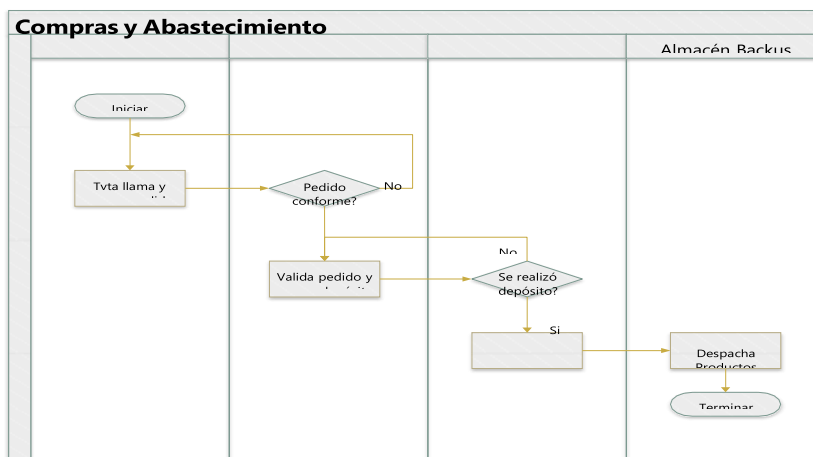 Compras y Abastecimiento
Almacén Backus
Iniciar
Tvta llama y
Pedido
conforme?
No
No
Valida pedido y
Se realizó
depósito?
Si
Despacha
Productos
Terminar